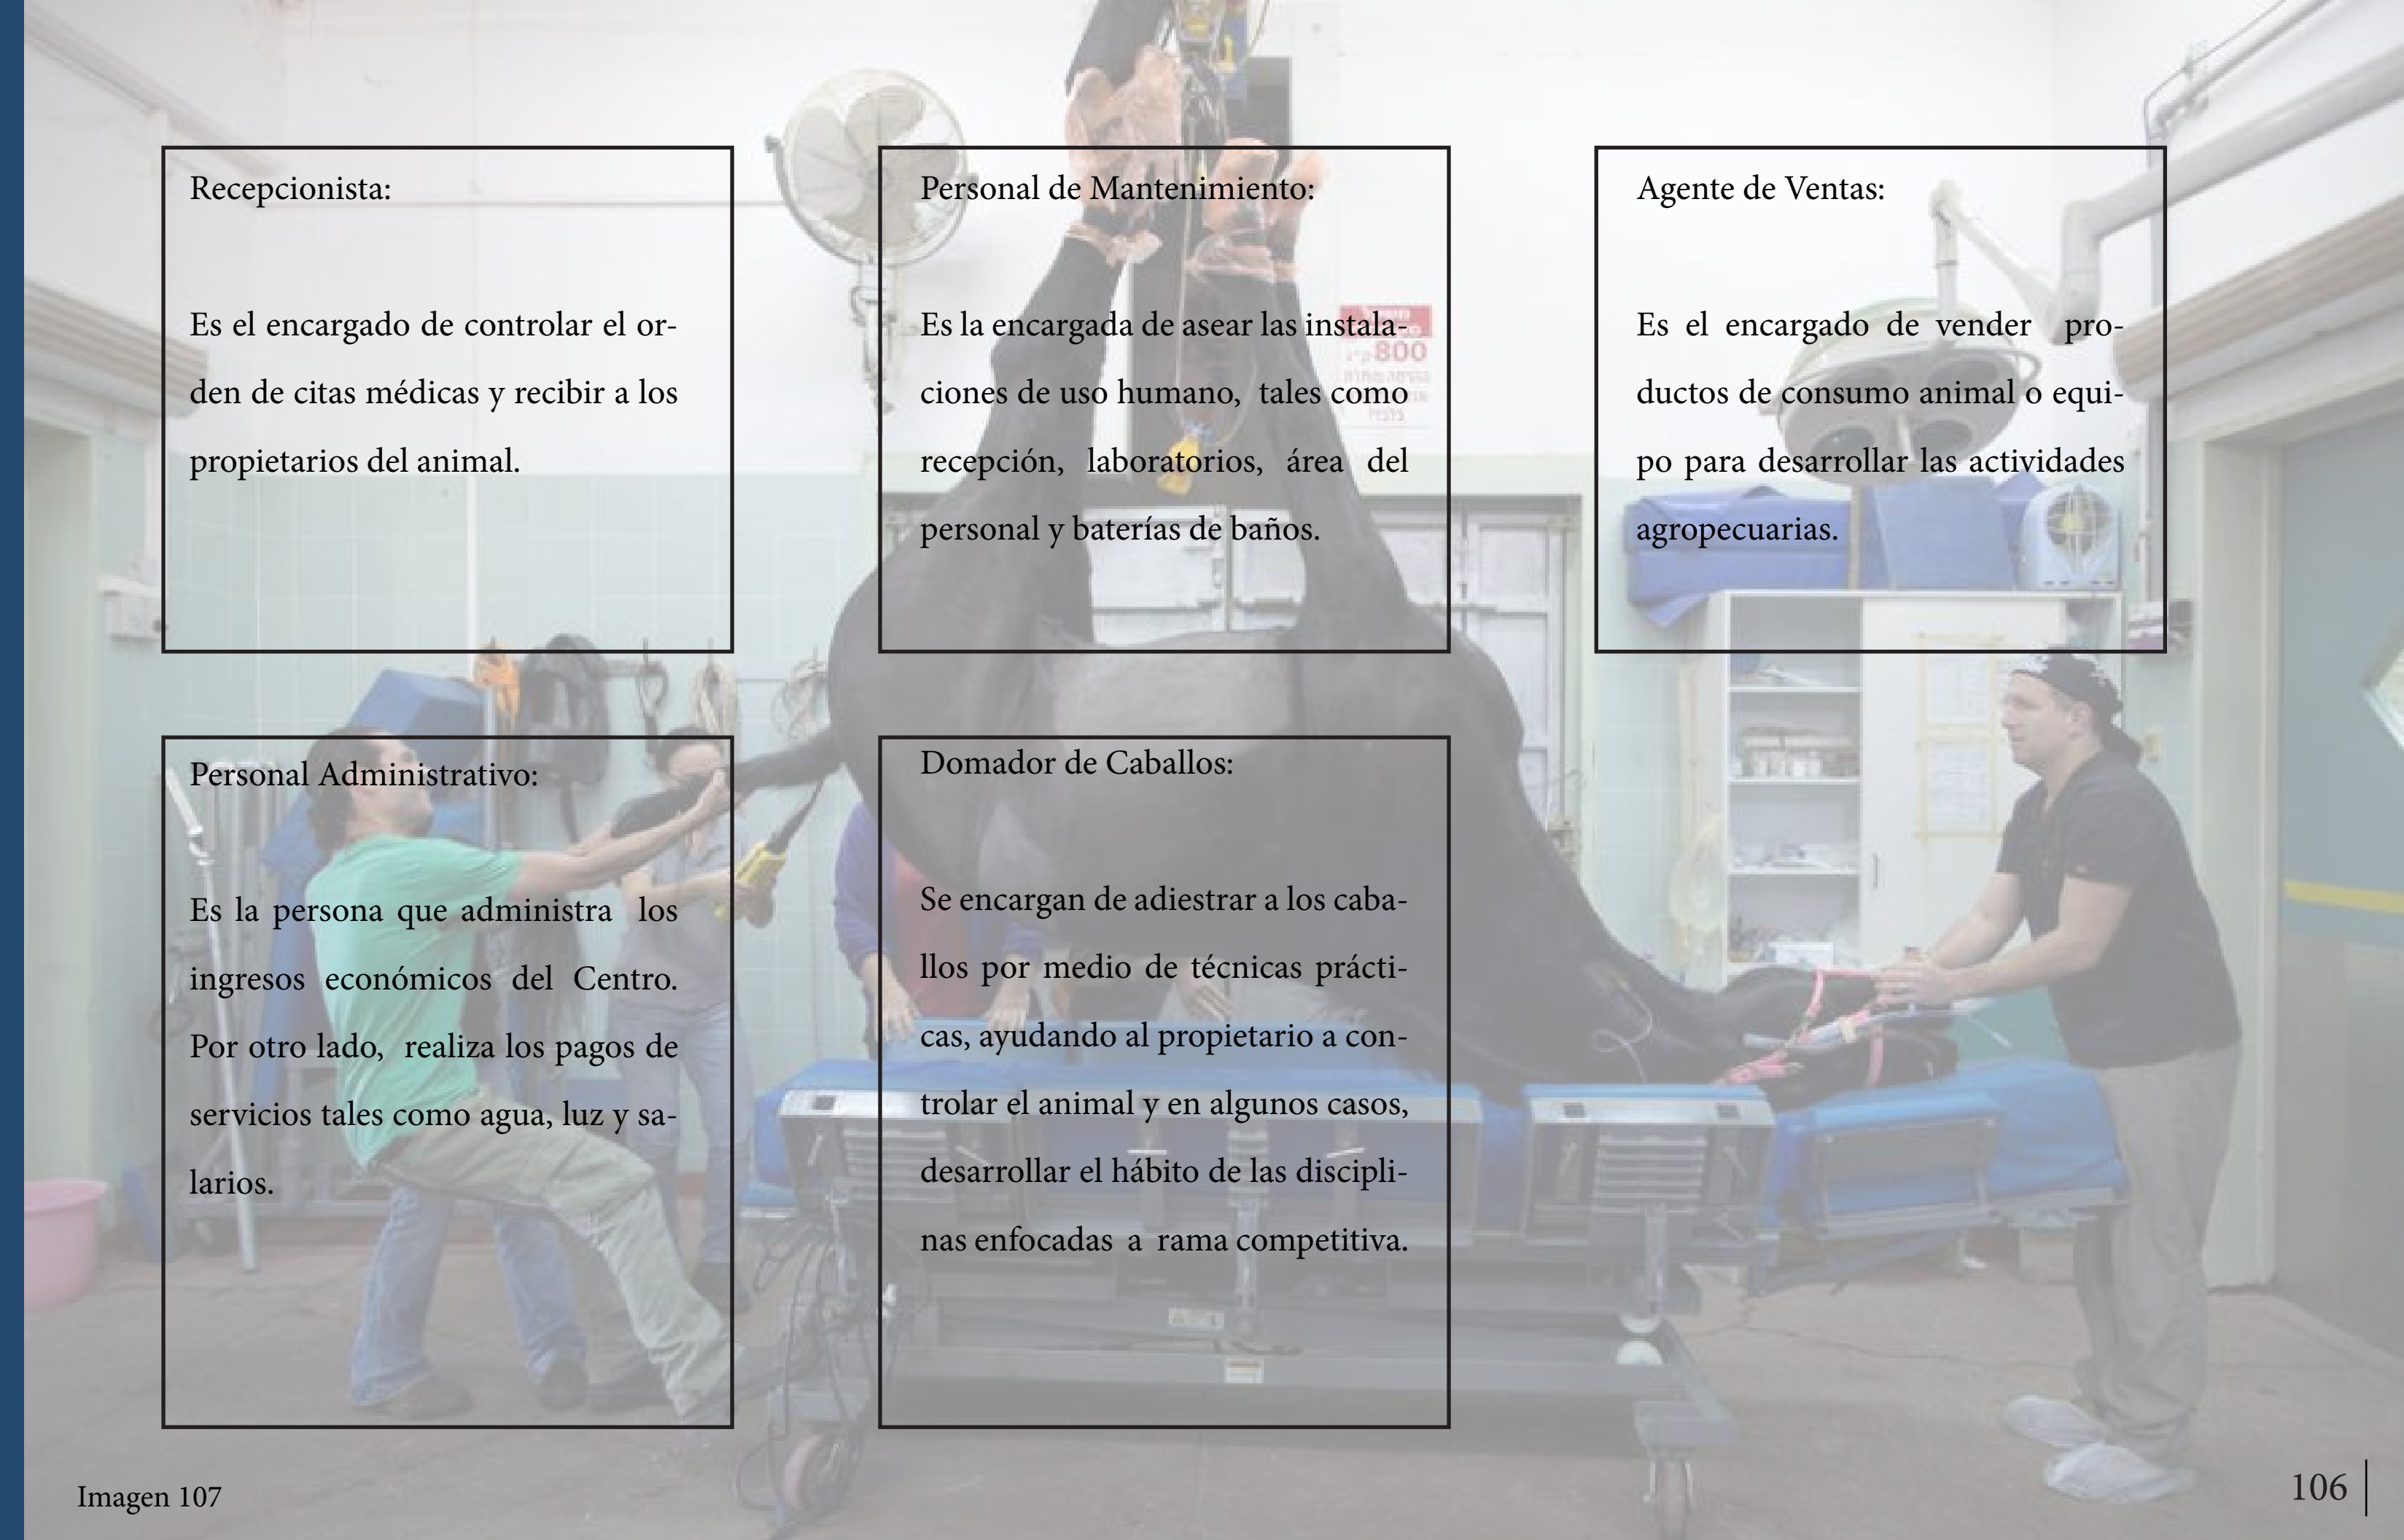 Recepcionista:
Es el encargado de controlar el or-
den de citas médicas y recibir a los
propietarios del animal.
Personal de Mantenimiento:
Es la encargada de asear las instala-
ciones de uso humano, tales como
recepción, laboratorios, área del
personal y baterías de baños.
Agente de Ventas:
Es el encargado de vender pro-
ductos de consumo animal o equi-
po para desarrollar las actividades
agropecuarias.
Personal Administrativo:
Es la persona que administra los
ingresos económicos del Centro.
Por otro lado, realiza los pagos de
servicios tales como agua, luz y sa-
larios.
Domador de Caballos:
Se encargan de adiestrar a los caba-
llos por medio de técnicas prácti-
cas, ayudando al propietario a con-
trolar el animal y en algunos casos,
desarrollar el hábito de las discipli-
nas enfocadas a rama competitiva.
800
Imagen 107
106